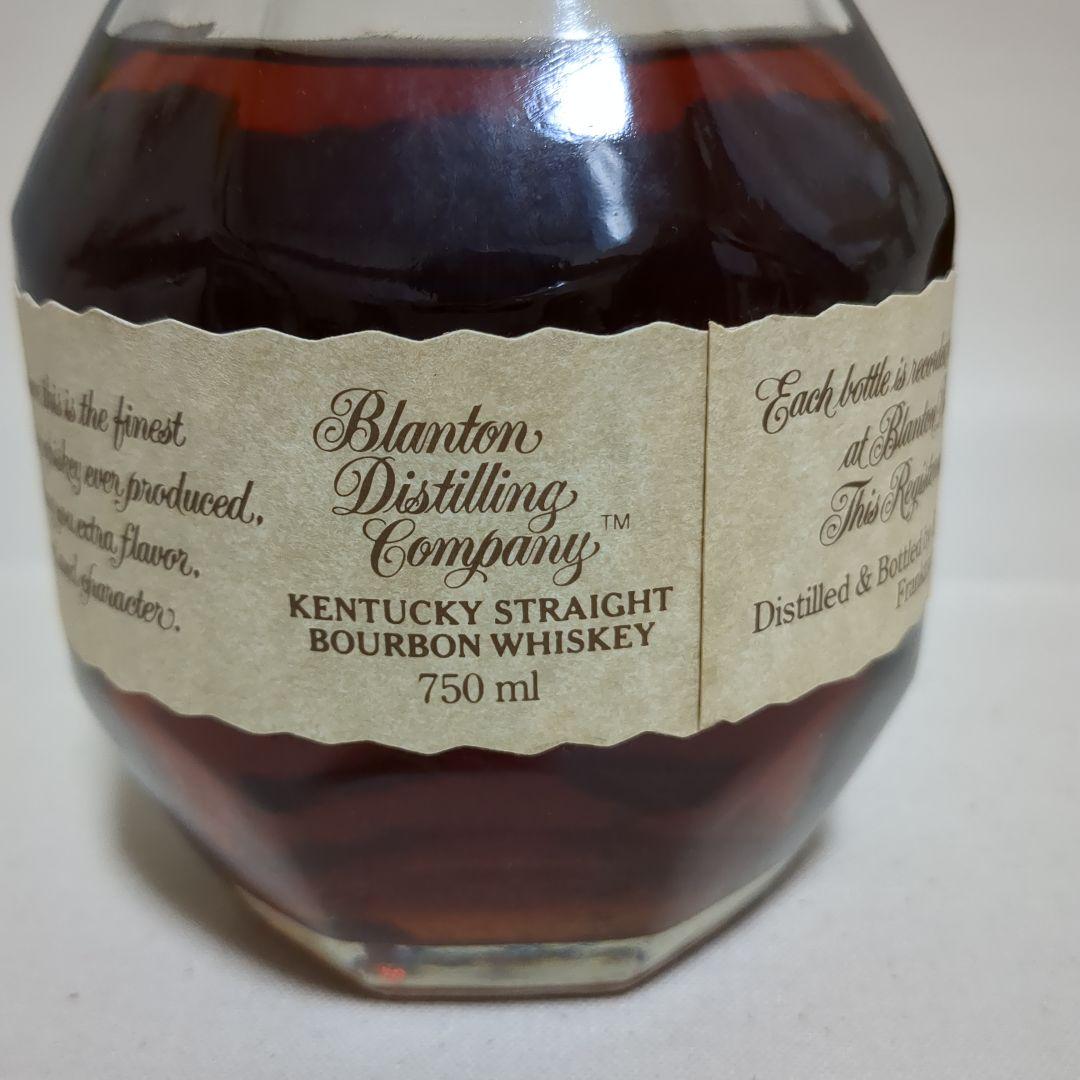 this is the finest
whiskey ever produced,
extra flavor,
character.
Blanton
Distilling
Company™
KENTUCKY STRAIGHT
BOURBON WHISKEY
750 ml
Each bottle is
at Blanton
This
Distilled & Bottled